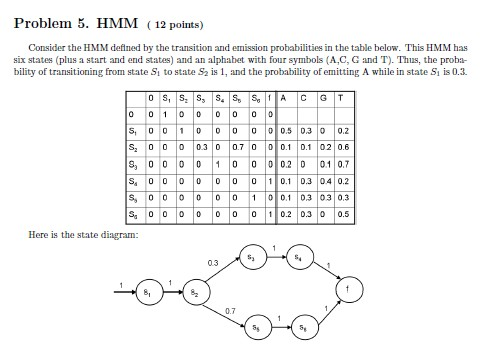 Problem 5. HMM ( 12 points)
Consider the HMM defined by the transition and emission probabilities in the table below. This HMM has
six states (plus a start and end states) and an alphabet with four symbols (A,C, G and T). Thus, the proba-
bility of transitioning from state S₁ to state S₂ is 1, and the probability of emitting A while in state S₁ is 0.3.
0 S₁ S₂ S₃ S₄ S₅ S₆ f A C G T
0 0 1 0 0 0 0 0 0
S₁ 0 0 1 0 0 0 0 0 0.5 0.3 0 0.2
S₂ 0 0 0 0.3 0 0.7 0 0 0.1 0.1 0.2 0.6
S₃ 0 0 0 0 1 0 0 0 0.2 0 0.1 0.7
S₄ 0 0 0 0 0 0 0 1 0.1 0.3 0.4 0.2
S₅ 0 0 0 0 0 0 1 0 0.1 0.3 0.3 0.3
S₆ 0 0 0 0 0 0 0 1 0.2 0.3 0 0.5
Here is the state diagram:
0.3 S₃ 1 S₄ 1
1 S₁ 1 S₂ f
0.7 1 1